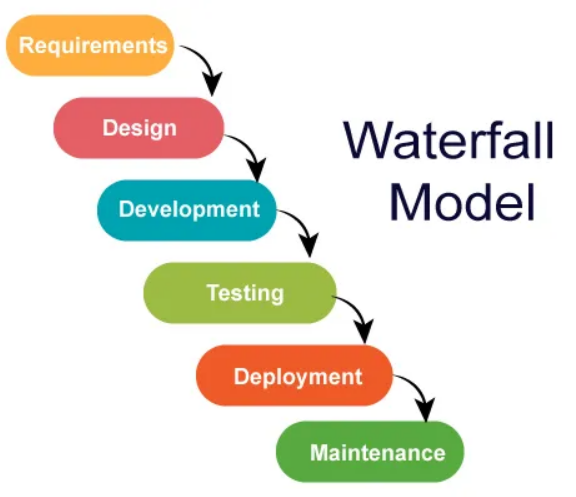 Requirements
Design
Waterfall
Model
Development
Testing
Deployment
Maintenance